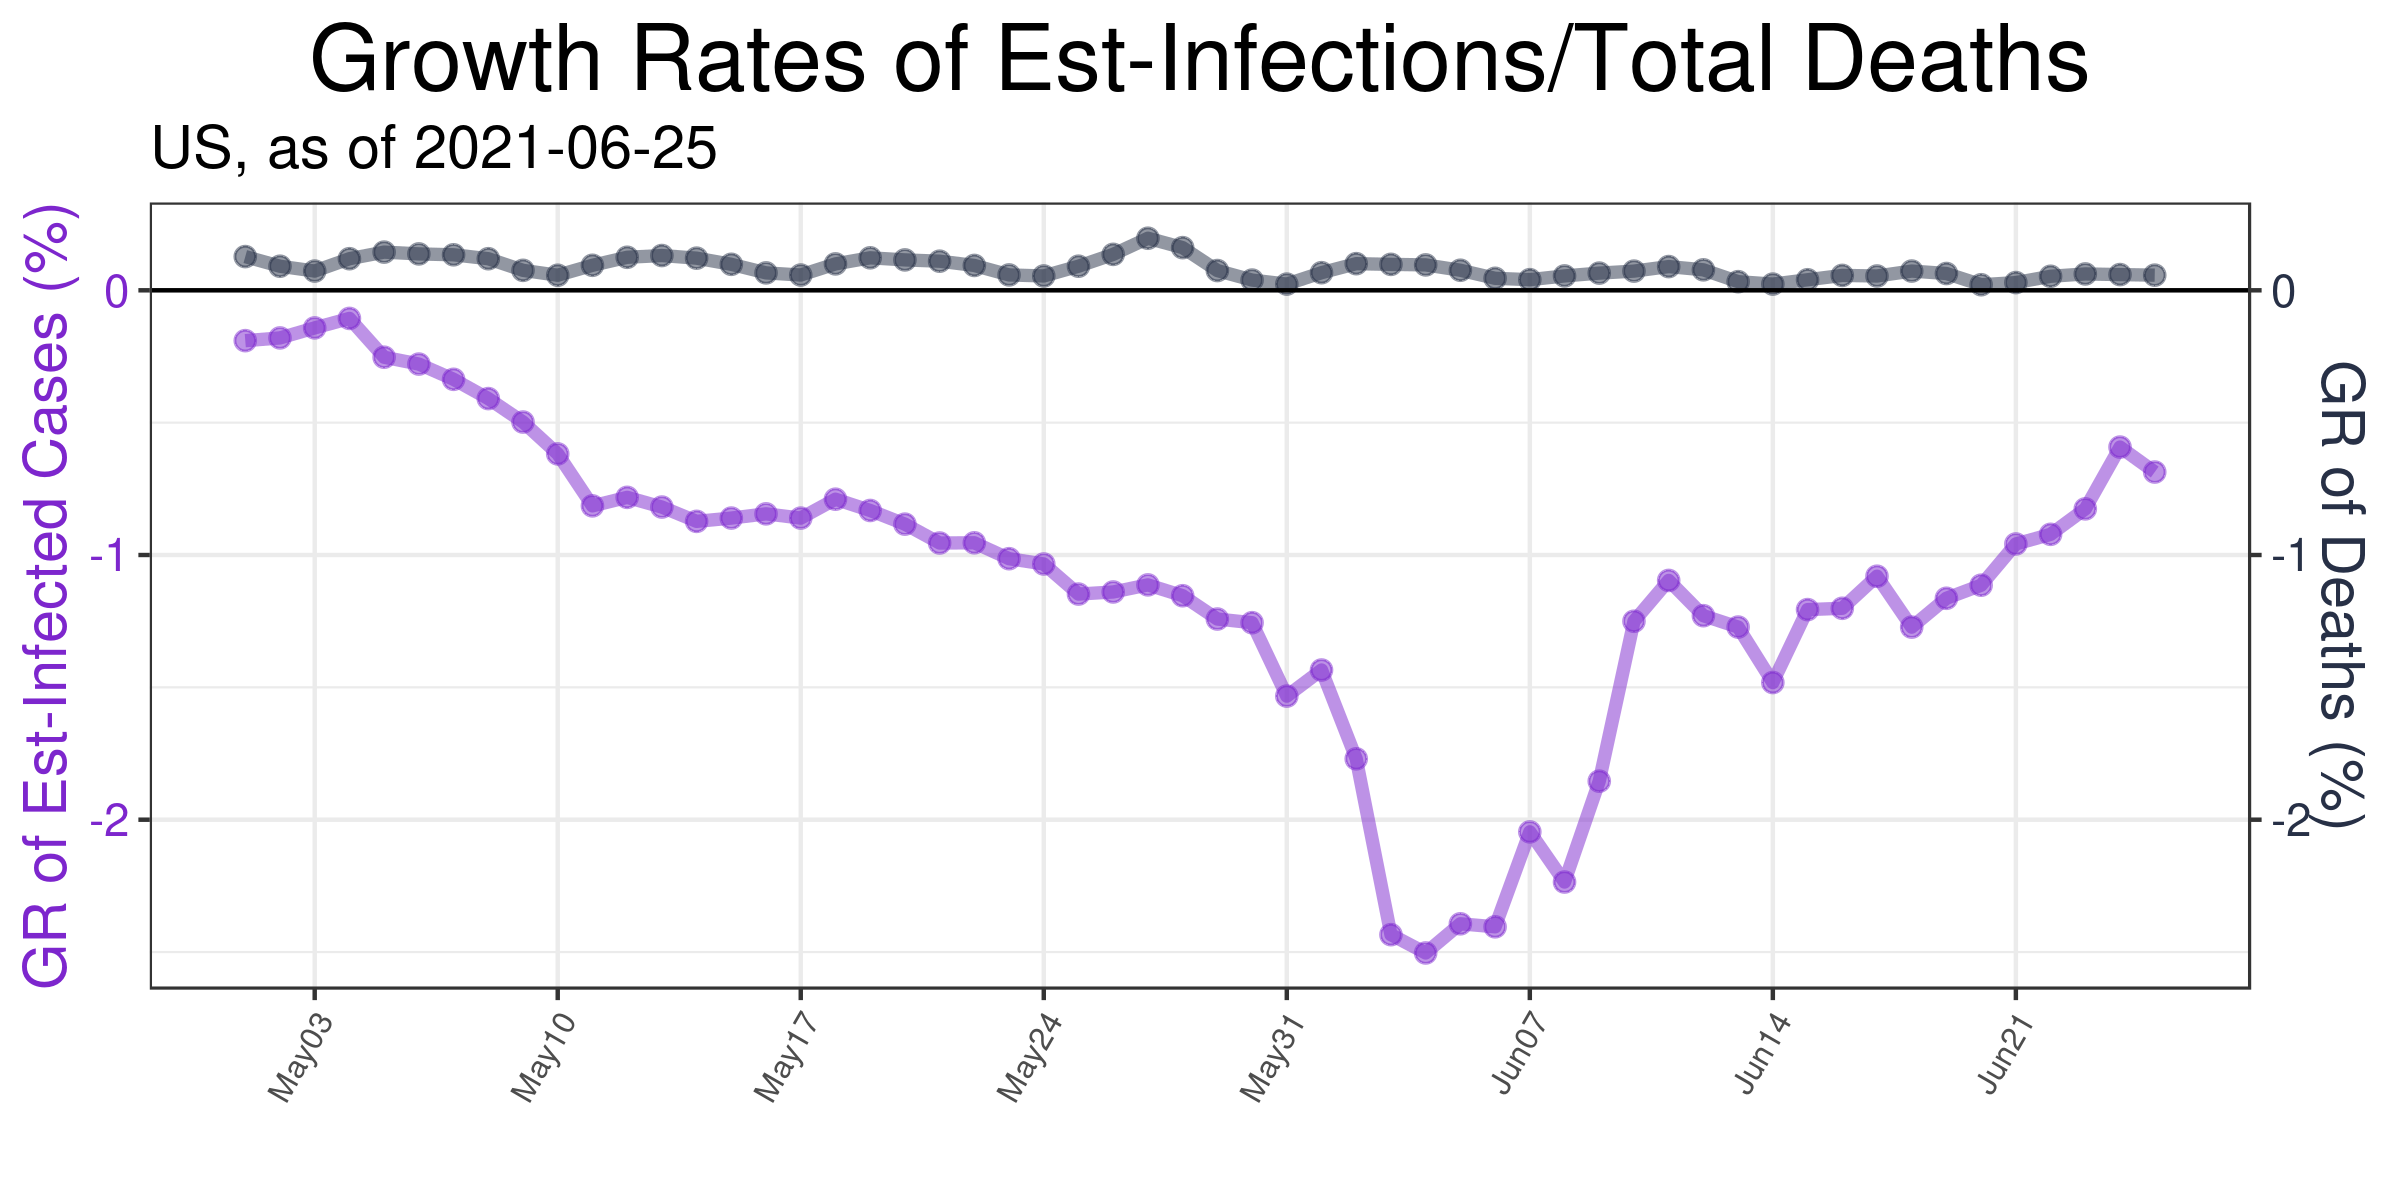 Growth Rates of Est-Infections/Total Deaths
US, as of 2021-06-25
GR of Est-Infected Cases (%)
0
-1
-2
0
-1
-2
GR of Deaths (%)
May03
May10
May17
May24
May31
Jun07
Jun14
Jun21